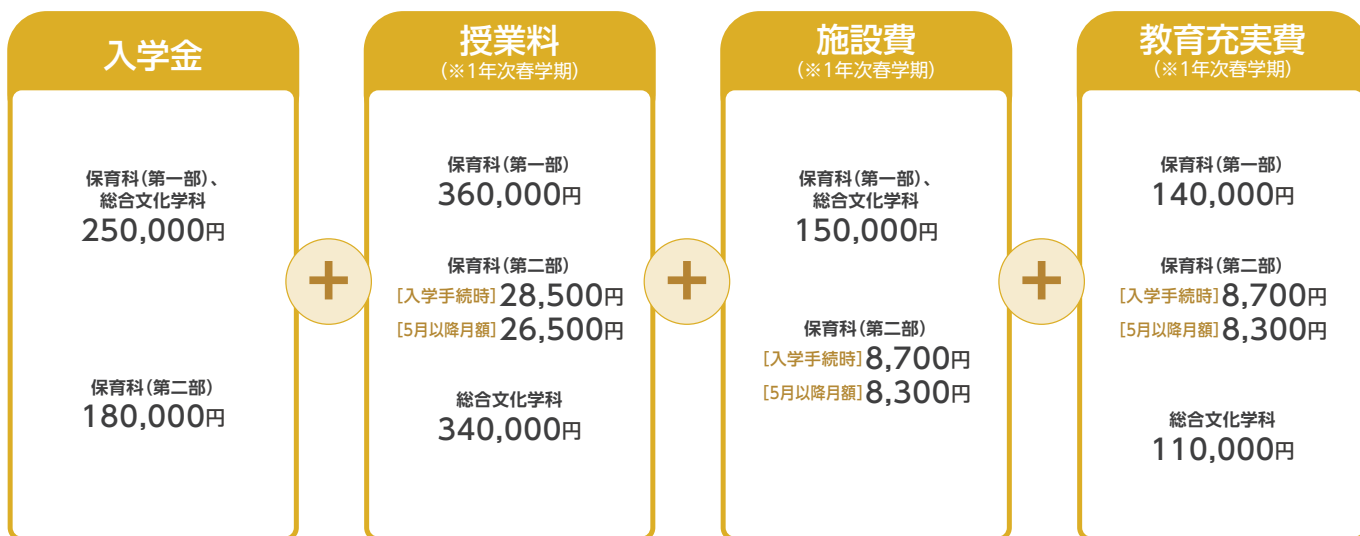 入学金
保育科(第一部)、
総合文化学科
250,000円
保育科(第二部)
180,000円
+
授業料
(※1年次春学期)
保育科(第一部)
360,000円
保育科(第二部)
[入学手続時]28,500円
[5月以降月額]26,500円
総合文化学科
340,000円
+
施設費
(※1年次春学期)
保育科(第一部)、
総合文化学科
150,000円
保育科(第二部)
[入学手続時]8,700円
[5月以降月額]8,300円
+
教育充実費
(※1年次春学期)
保育科(第一部)
140,000円
保育科(第二部)
[入学手続時]8,700円
[5月以降月額]8,300円
総合文化学科
110,000円